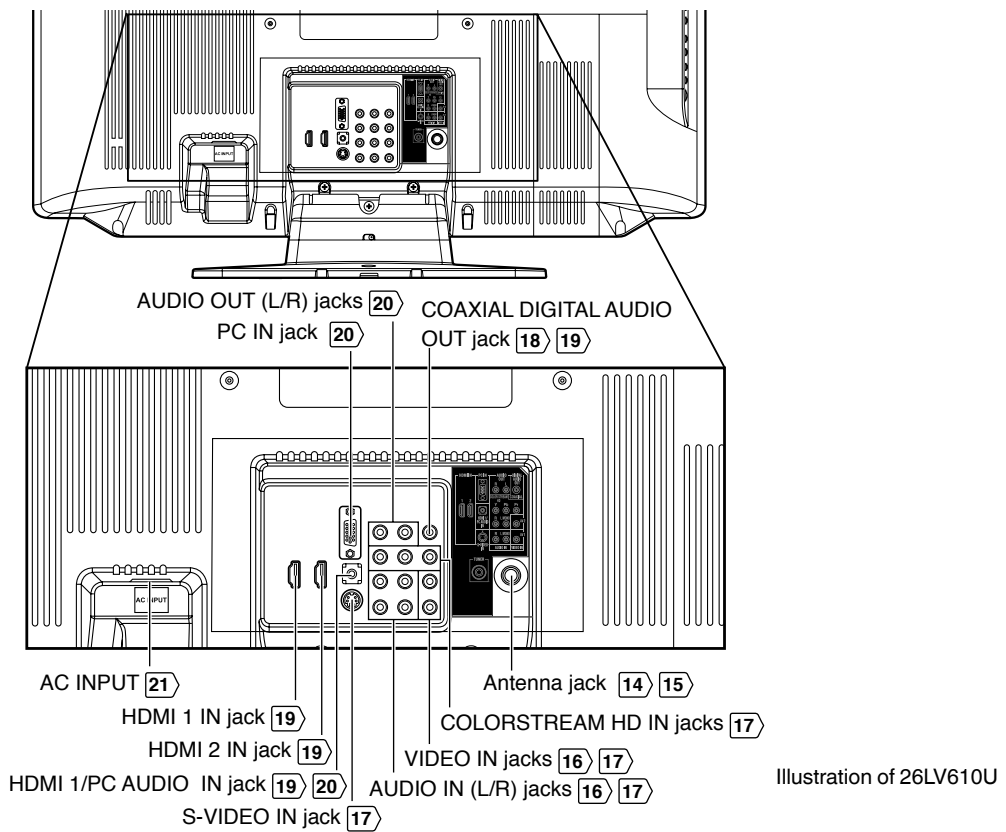 AC INPUT
AUDIO OUT (L/R) jacks 20
PC IN jack 20
COAXIAL DIGITAL AUDIO
OUT jack 18 19
AC INPUT
TUNER
AC INPUT 21
HDMI 1 IN jack 19
HDMI 2 IN jack 19
HDMI 1/PC AUDIO IN jack 19 20
S-VIDEO IN jack 17
Antenna jack 14 15
COLORSTREAM HD IN jacks 17
VIDEO IN jacks 16 17
AUDIO IN (L/R) jacks 16 17
Illustration of 26LV610U